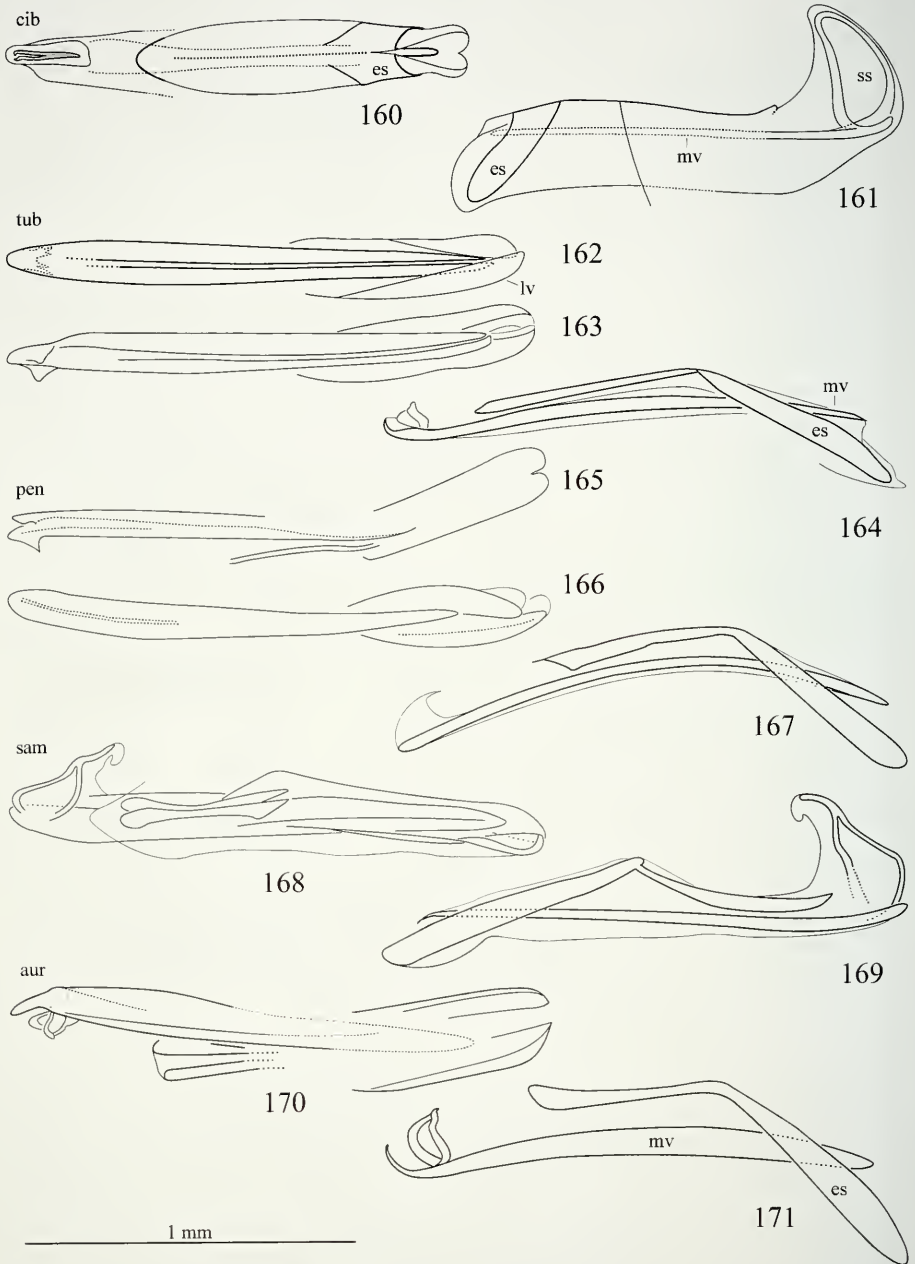 cib
es
160
ss
es
mv
161
tub
162
lv
163
mv
es
165
164
pen
166
167
sam
168
169
aur
170
mv
es
171
1 mm